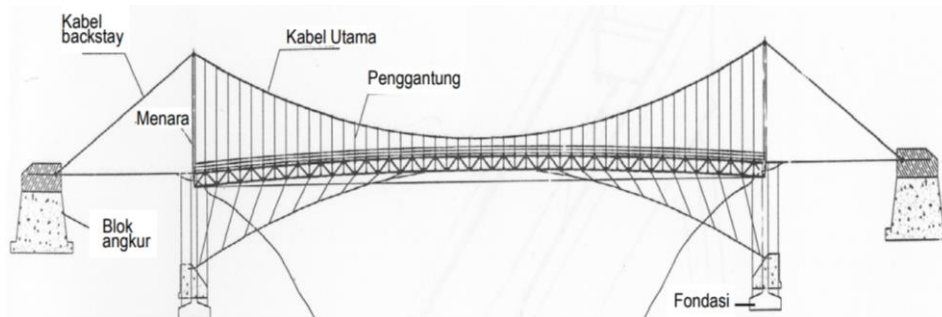 Kabel
backstay
Kabel Utama
Penggantung
Menara
Blok
angkur
Fondasi